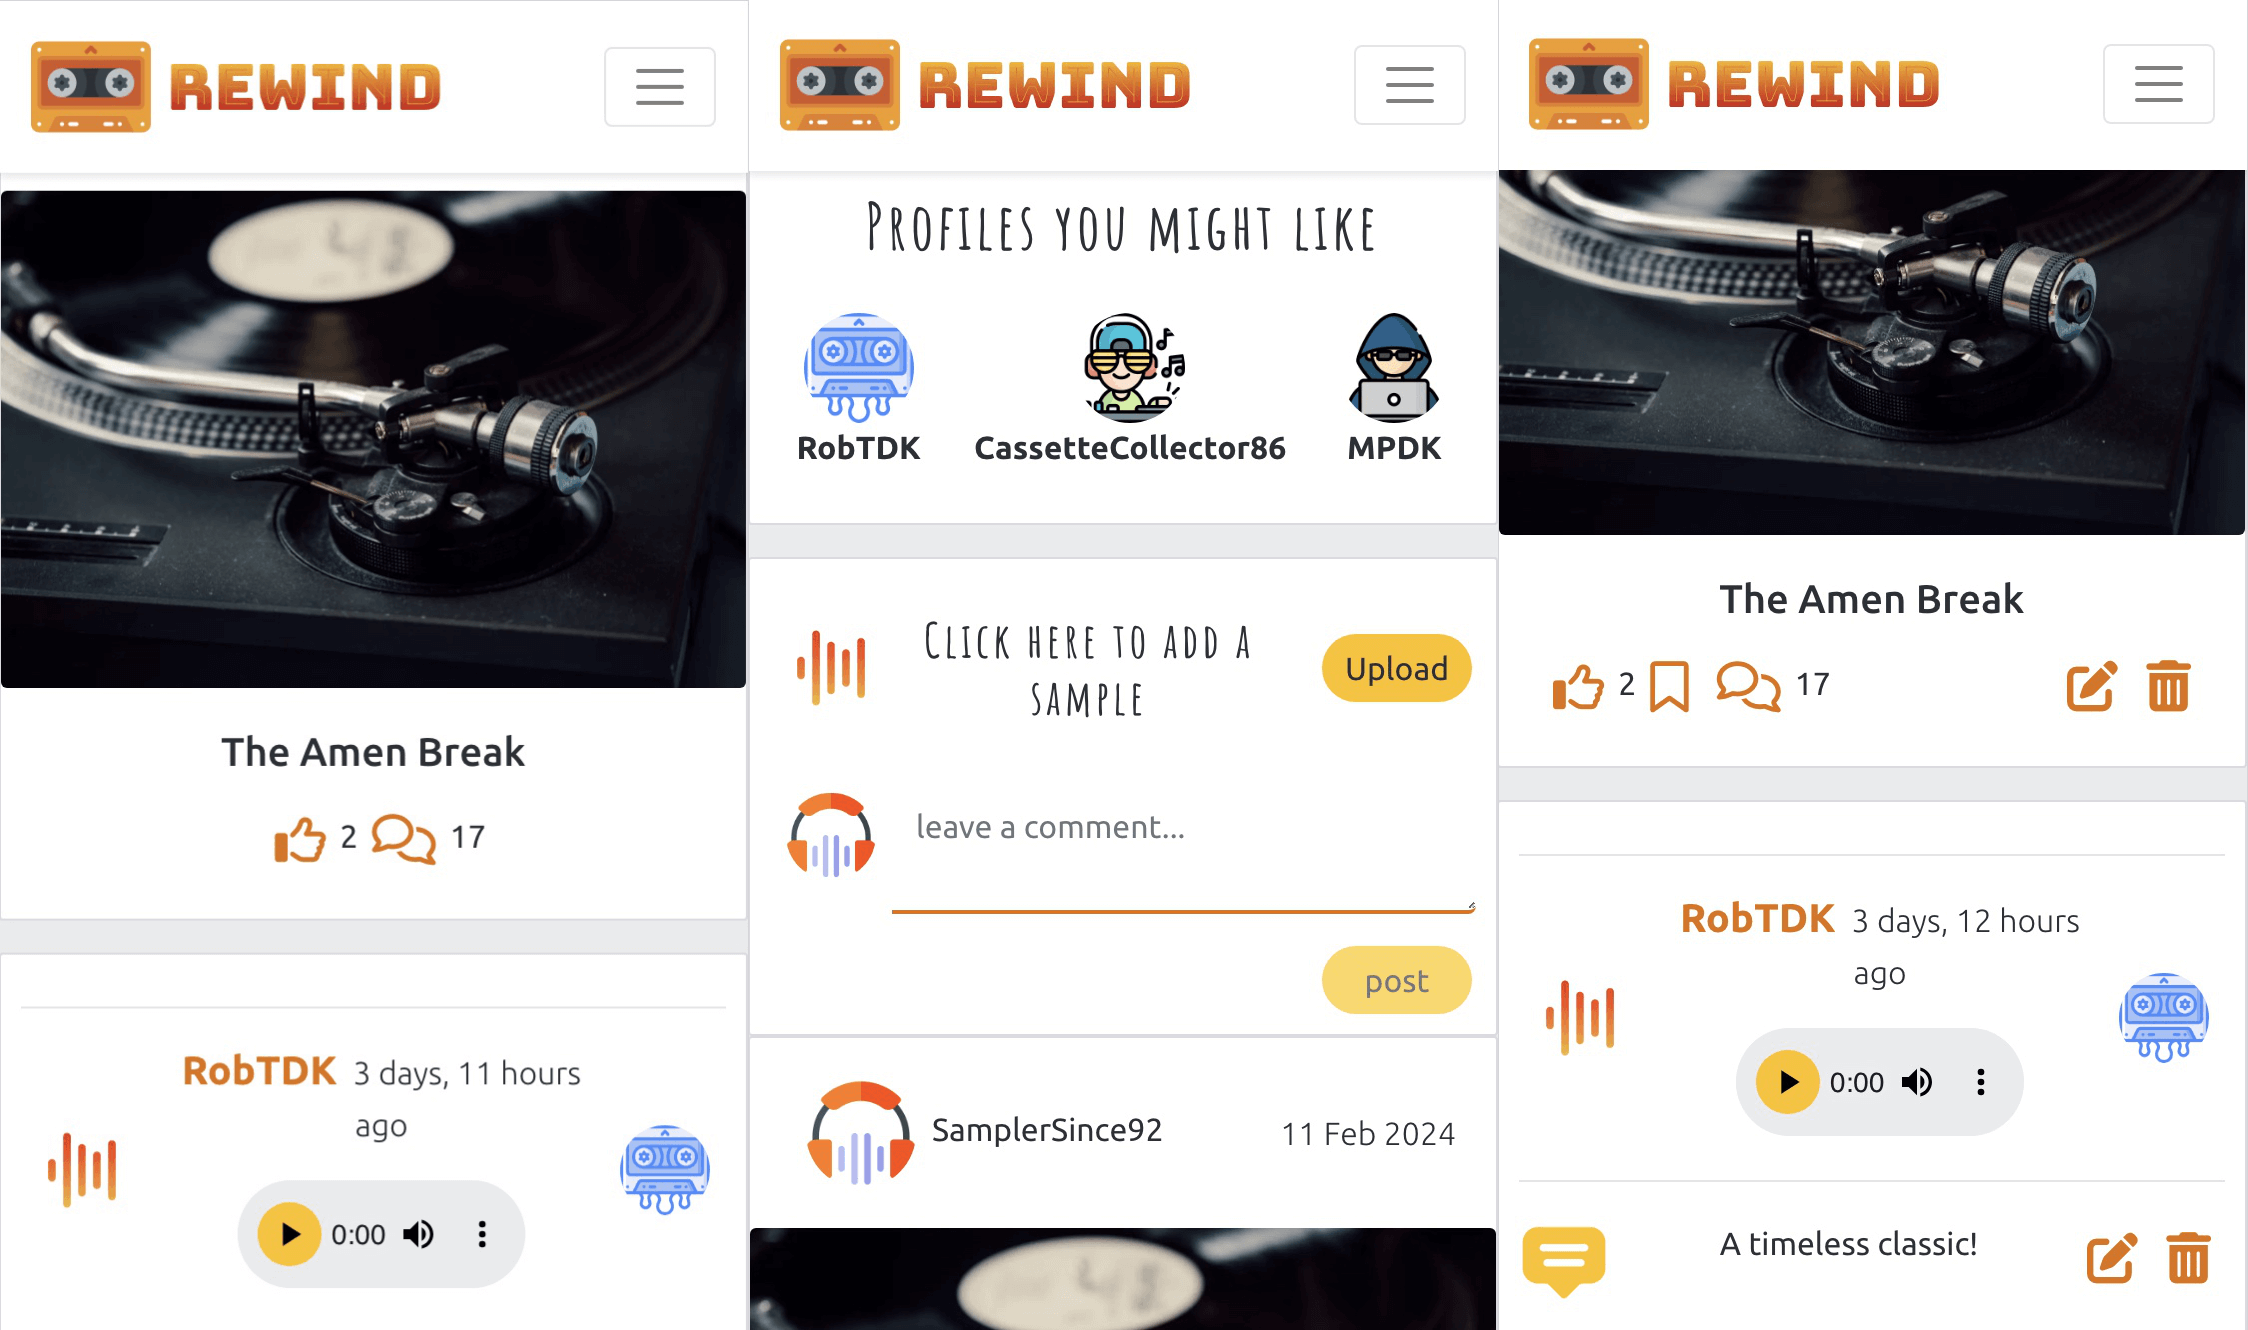 REWIND
The Amen Break
2 17
RobTDK 3 days, 11 hours
ago
0:00
REWIND
Profiles you might like
RobTDK CassetteCollector86 MPDK
Click here to add a
sample
Upload
leave a comment...
post
SamplerSince92 11 Feb 2024
REWIND
The Amen Break
2 17
RobTDK 3 days, 12 hours
ago
0:00
A timeless classic!